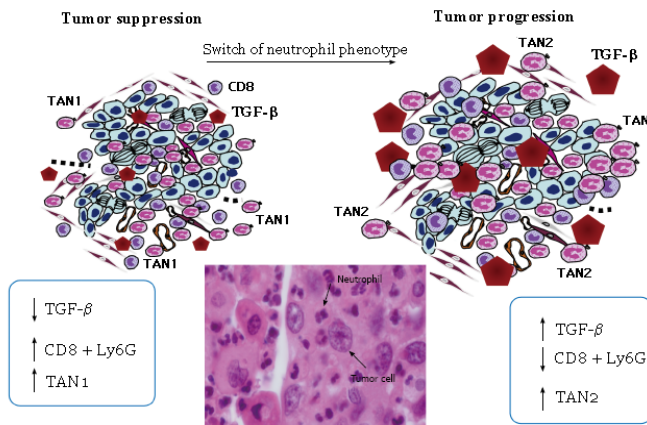 Tumor suppression
Tumor progression
Switch of neutrophil phenotype
TAN1
CD8
TGF-β
TAN1
TAN1
TAN2
TGF-β
TAN
TAN2
TAN2
↓ TGF-β
↑ CD8 + Ly6G
↑ TAN1
Neutrophil
Tumor cell
↑ TGF-β
↓ CD8 + Ly6G
↑ TAN2